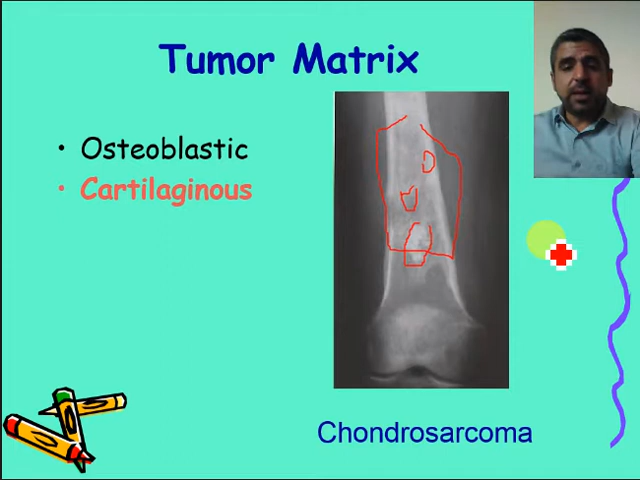 Tumor Matrix
• Osteoblastic
• Cartilaginous
Chondrosarcoma